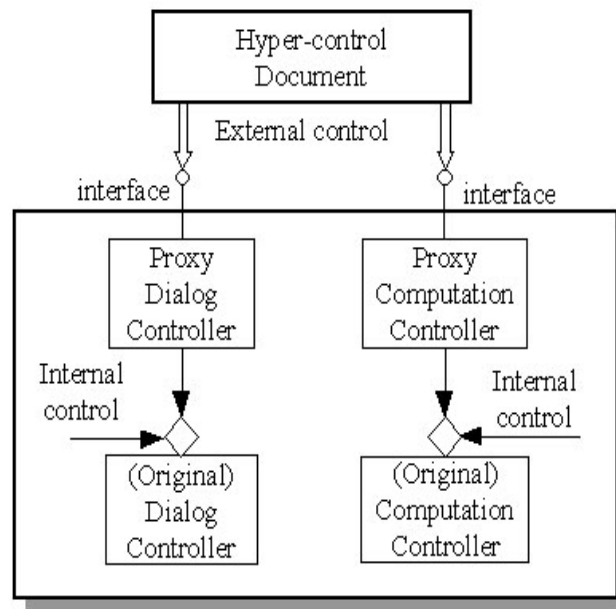 Hyper-control
Document
External control
interface
interface
Proxy
Dialog
Controller
Proxy
Computation
Controller
Internal
control
Internal
control
(Original)
Dialog
Controller
(Original)
Computation
Controller